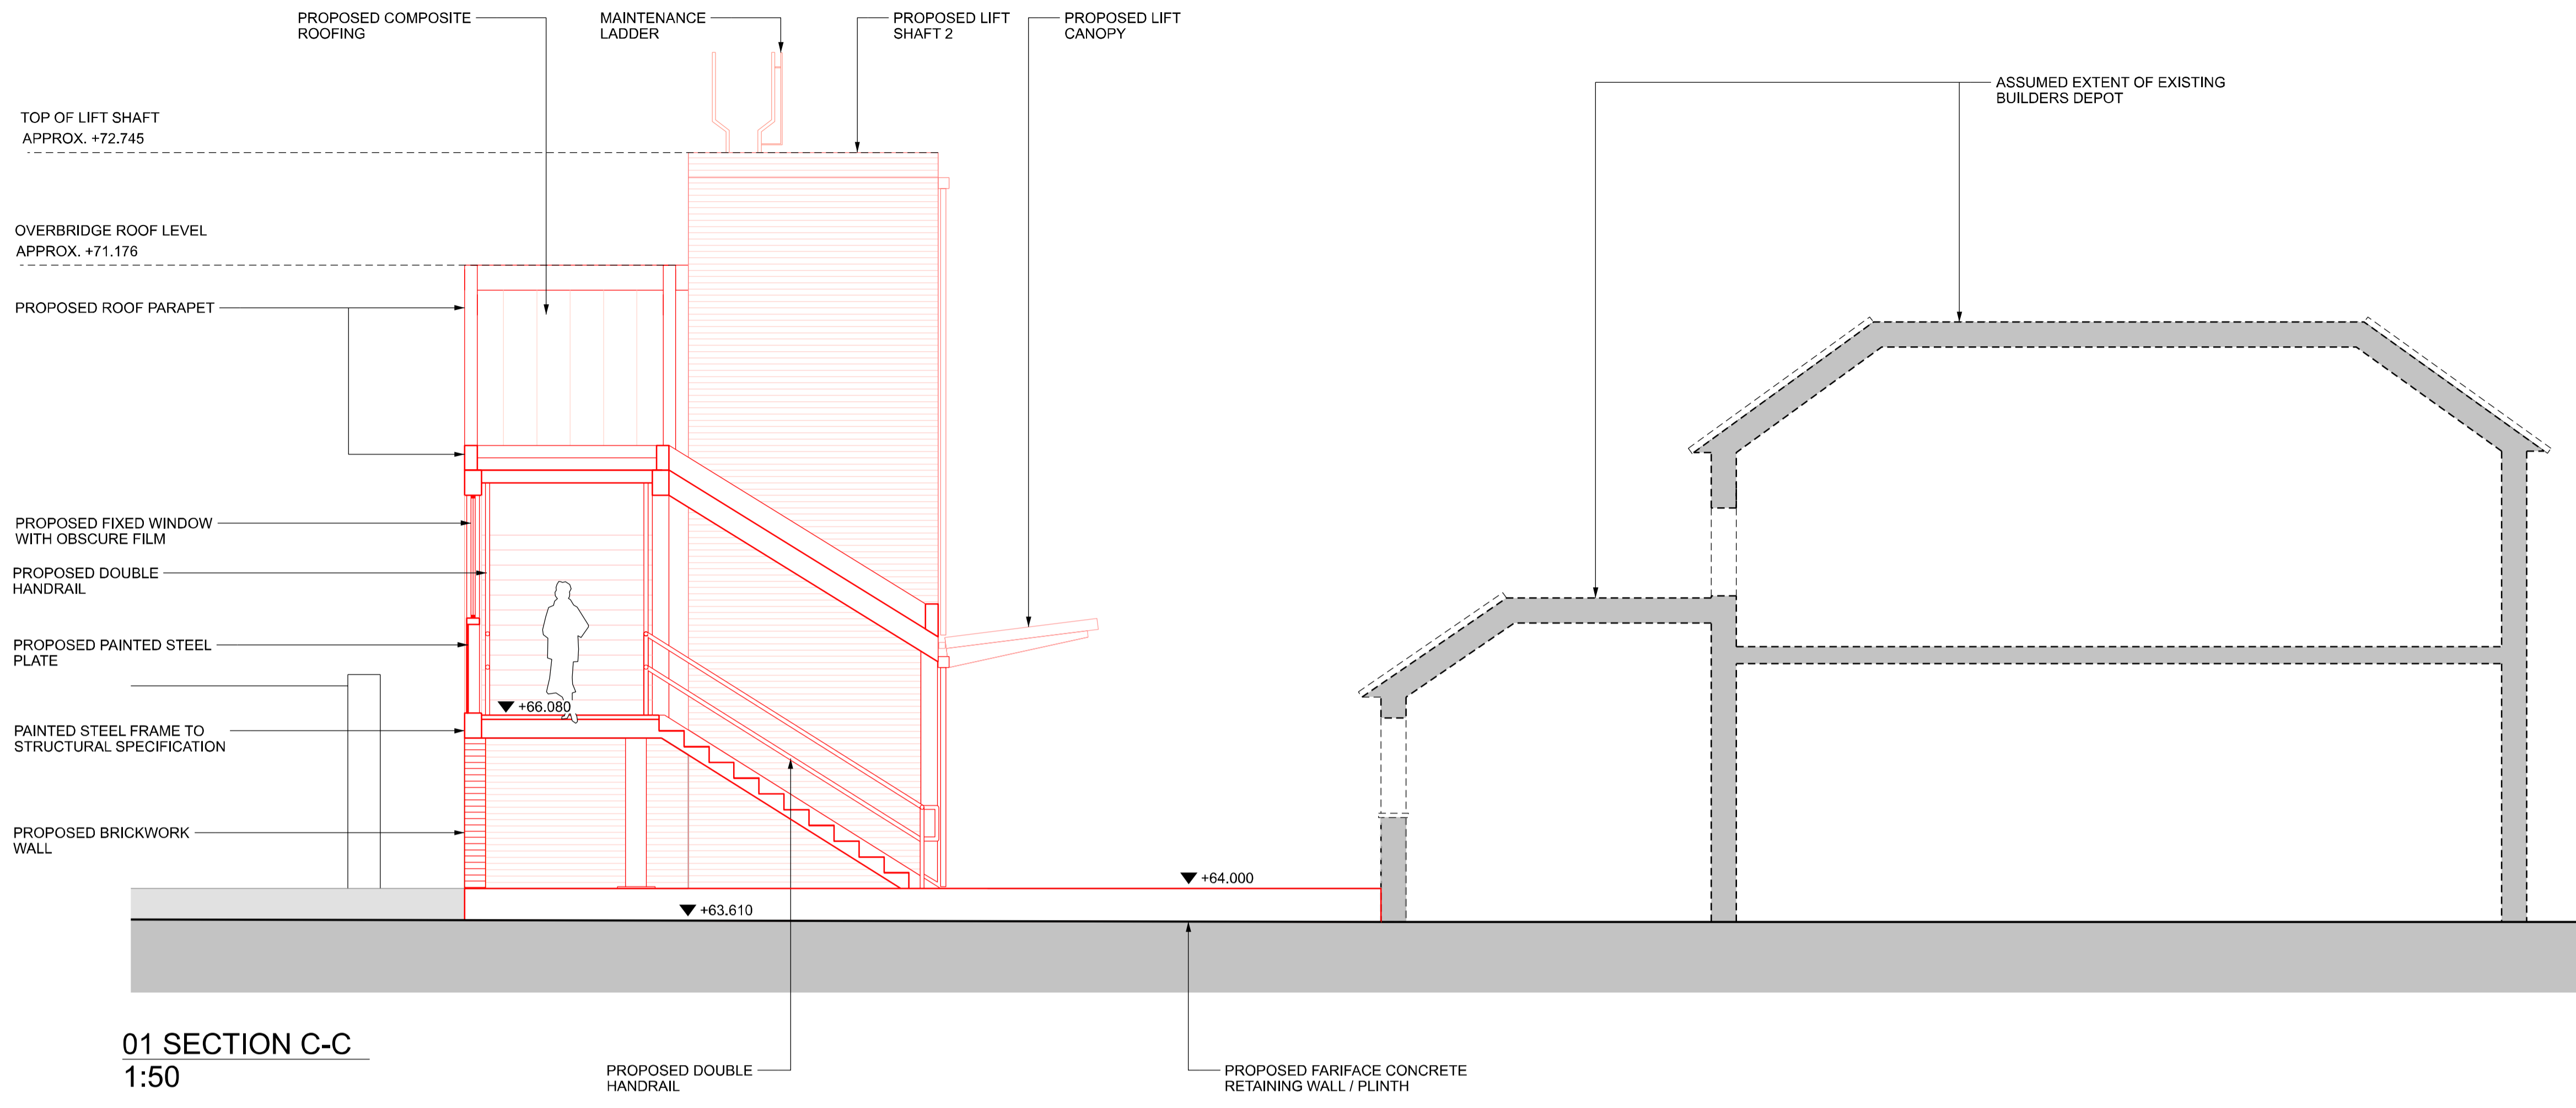 PROPOSED COMPOSITE
ROOFING
MAINTENANCE
LADDER
PROPOSED LIFT
SHAFT 2
PROPOSED LIFT
CANOPY
ASSUMED EXTENT OF EXISTING
BUILDERS DEPOT
TOP OF LIFT SHAFT
APPROX. +72.745
OVERBRIDGE ROOF LEVEL
APPROX. +71.176
PROPOSED ROOF PARAPET
PROPOSED FIXED WINDOW
WITH OBSCURE FILM
PROPOSED DOUBLE
HANDRAIL
PROPOSED PAINTED STEEL
PLATE
+66.080
PAINTED STEEL FRAME TO
STRUCTURAL SPECIFICATION
PROPOSED BRICKWORK
WALL
+64.000
+63.610
01 SECTION C-C
1:50
PROPOSED DOUBLE
HANDRAIL
PROPOSED FARIFACE CONCRETE
RETAINING WALL / PLINTH